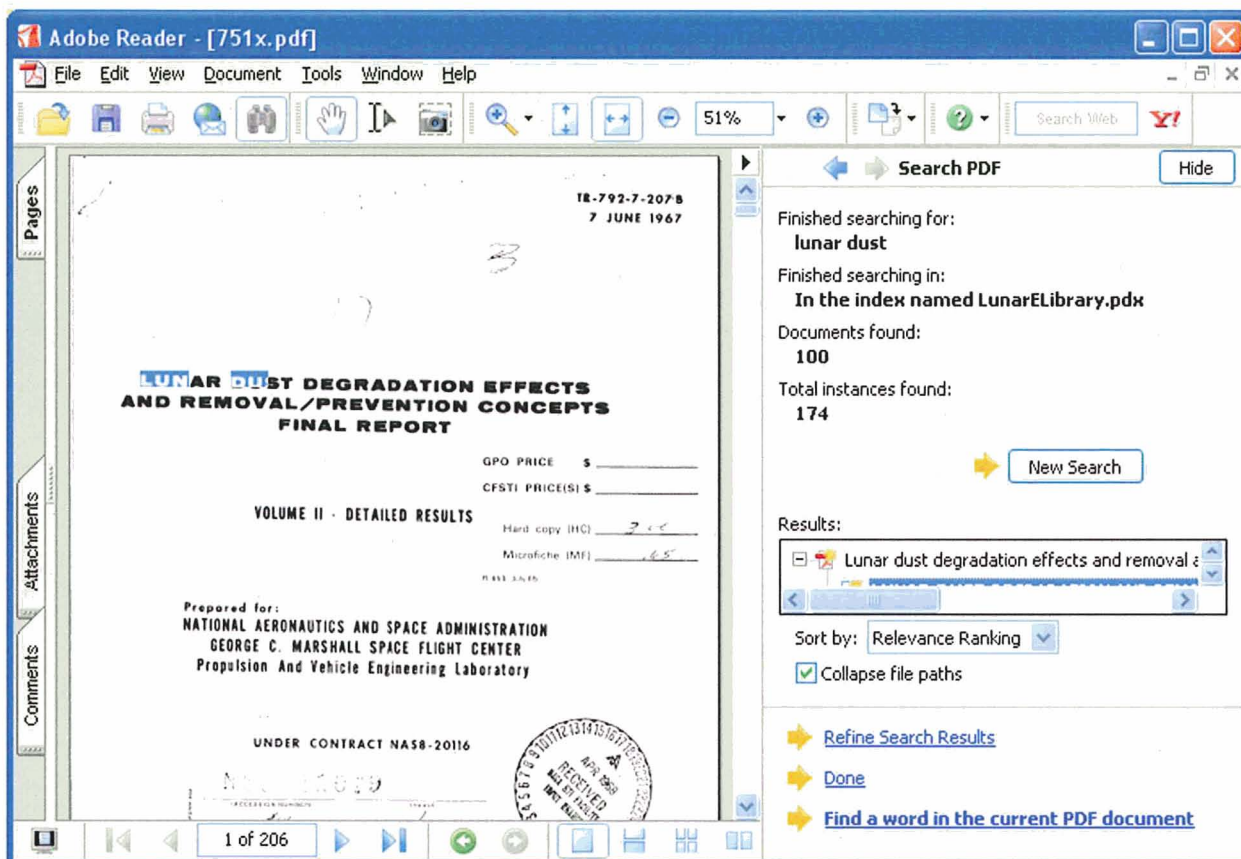 Adobe Reader - [751x.pdf]
File Edit View Document Tools Window Help
51%
Search Web
Y!
Pages
Attachments
Comments
TR-792-7-207B
7 JUNE 1967
LUNAR DUST DEGRADATION EFFECTS
AND REMOVAL/PREVENTION CONCEPTS
FINAL REPORT
GPO PRICE $
CFSTI PRICE(S) $
VOLUME II - DETAILED RESULTS
Hard copy (HC)
Microfiche (MF) .65
Prepared for:
NATIONAL AERONAUTICS AND SPACE ADMINISTRATION
GEORGE C. MARSHALL SPACE FLIGHT CENTER
Propulsion And Vehicle Engineering Laboratory
UNDER CONTRACT NAS8-20116
APR 1968
RECEIVED
1 of 206
Search PDF
Hide
Finished searching for:
lunar dust
Finished searching in:
In the index named LunarELibrary.pdx
Documents found:
100
Total instances found:
174
New Search
Results:
Lunar dust degradation effects and removal a
Sort by: Relevance Ranking
Collapse file paths
Refine Search Results
Done
Find a word in the current PDF document